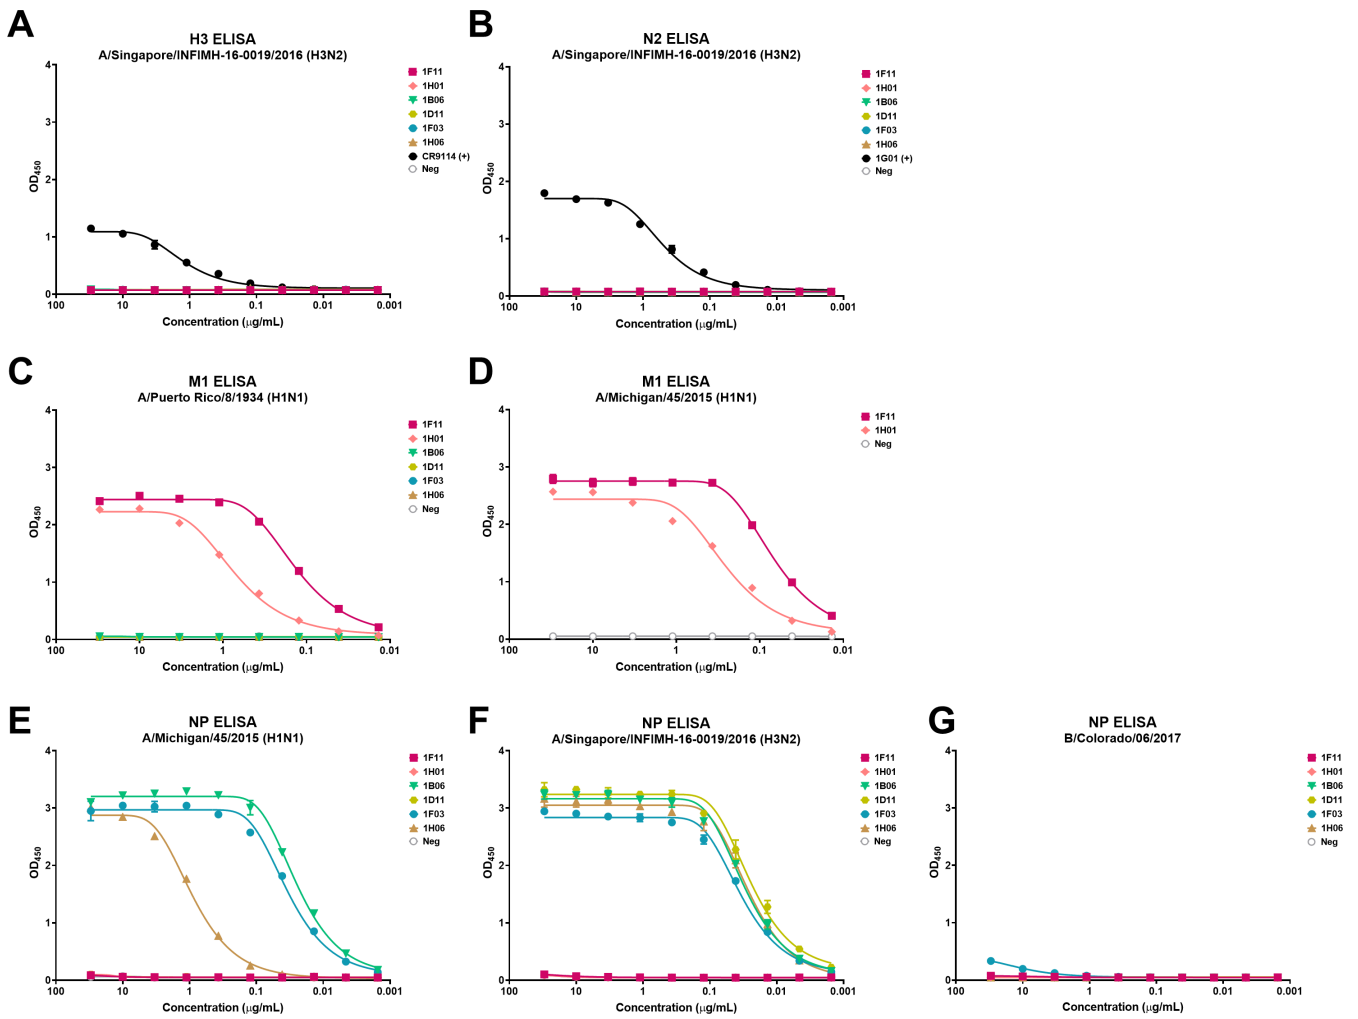 A
H3 ELISA
A/Singapore/INFIMH-16-0019/2016 (H3N2)
4
3
2
1
0
OD450
100
10
1
0.1
0.01
0.001
Concentration (μg/mL)
1F11
1H01
1B06
1D11
1F03
1H06
CR9114 (+)
Neg
B
N2 ELISA
A/Singapore/INFIMH-16-0019/2016 (H3N2)
4
3
2
1
0
OD450
100
10
1
0.1
0.01
0.001
Concentration (μg/mL)
1F11
1H01
1B06
1D11
1F03
1H06
1G01 (+)
Neg
C
M1 ELISA
A/Puerto Rico/8/1934 (H1N1)
4
3
2
1
0
OD450
100
10
1
0.1
0.01
Concentration (μg/mL)
1F11
1H01
1B06
1D11
1F03
1H06
Neg
D
M1 ELISA
A/Michigan/45/2015 (H1N1)
4
3
2
1
0
OD450
100
10
1
0.1
0.01
Concentration (μg/mL)
1F11
1H01
Neg
E
NP ELISA
A/Michigan/45/2015 (H1N1)
4
3
2
1
0
OD450
100
10
1
0.1
0.01
0.001
Concentration (μg/mL)
1F11
1H01
1B06
1D11
1F03
1H06
Neg
F
NP ELISA
A/Singapore/INFIMH-16-0019/2016 (H3N2)
4
3
2
1
0
OD450
100
10
1
0.1
0.01
0.001
Concentration (μg/mL)
1F11
1H01
1B06
1D11
1F03
1H06
Neg
G
NP ELISA
B/Colorado/06/2017
4
3
2
1
0
OD450
100
10
1
0.1
0.01
0.001
Concentration (μg/mL)
1F11
1H01
1B06
1D11
1F03
1H06
Neg